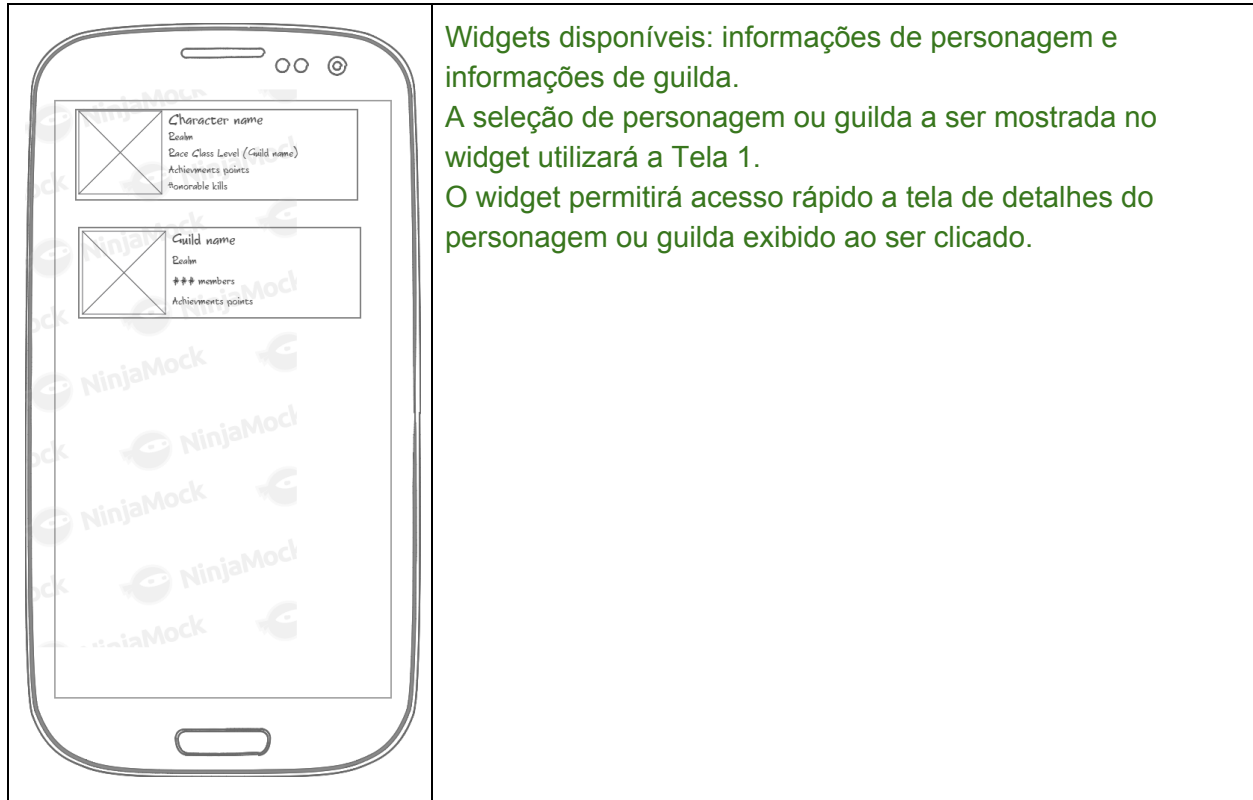 Character name
Realm
Race Class Level (Guild name)
Achievments points
Honorable kills
Guild name
Realm
### members
Achievments points
NinjaMock
NinjaMock
NinjaMock
NinjaMock
NinjaMock
Widgets disponíveis: informações de personagem e
informações de guilda.
A seleção de personagem ou guilda a ser mostrada no
widget utilizará a Tela 1.
O widget permitirá acesso rápido a tela de detalhes do
personagem ou guilda exibido ao ser clicado.